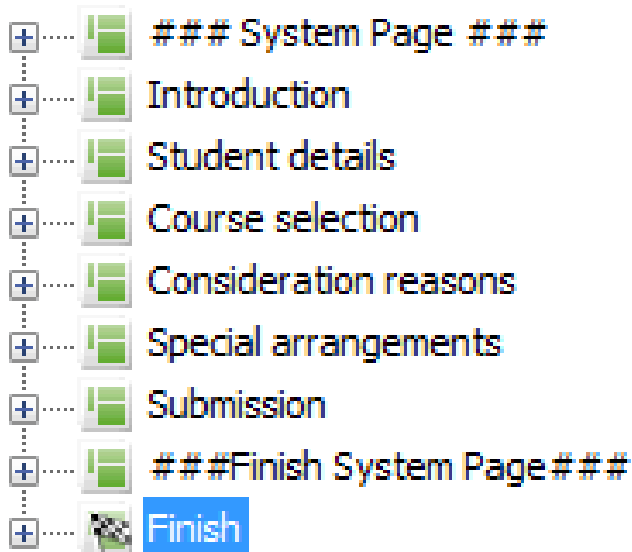 ### System Page ###
Introduction
Student details
Course selection
Consideration reasons
Special arrangements
Submission
###Finish System Page###
Finish